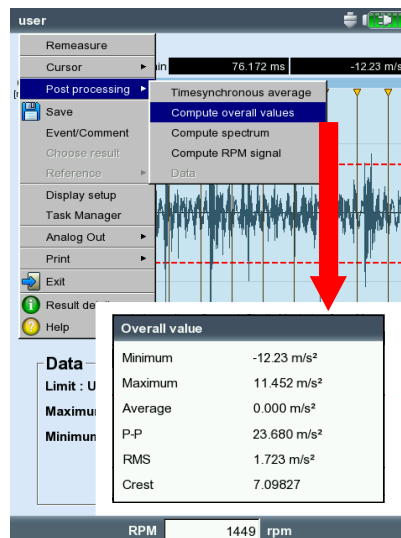 user
Remeasure
Cursor
in 76.172 ms -12.23 m/s
Post processing
Timesynchronous average
Save
Compute overall values
Event/Comment
Compute spectrum
Choose result
Compute RPM signal
Reference
Data
Display setup
Task Manager
Analog Out
Print
Exit
Result de
Help
Overall value
Minimum -12.23 m/s²
Maximum 11.452 m/s²
Average 0.000 m/s²
P-P 23.680 m/s²
RMS 1.723 m/s²
Crest 7.09827
Data
Limit : U
Maximu
Minimun
RPM 1449 rpm